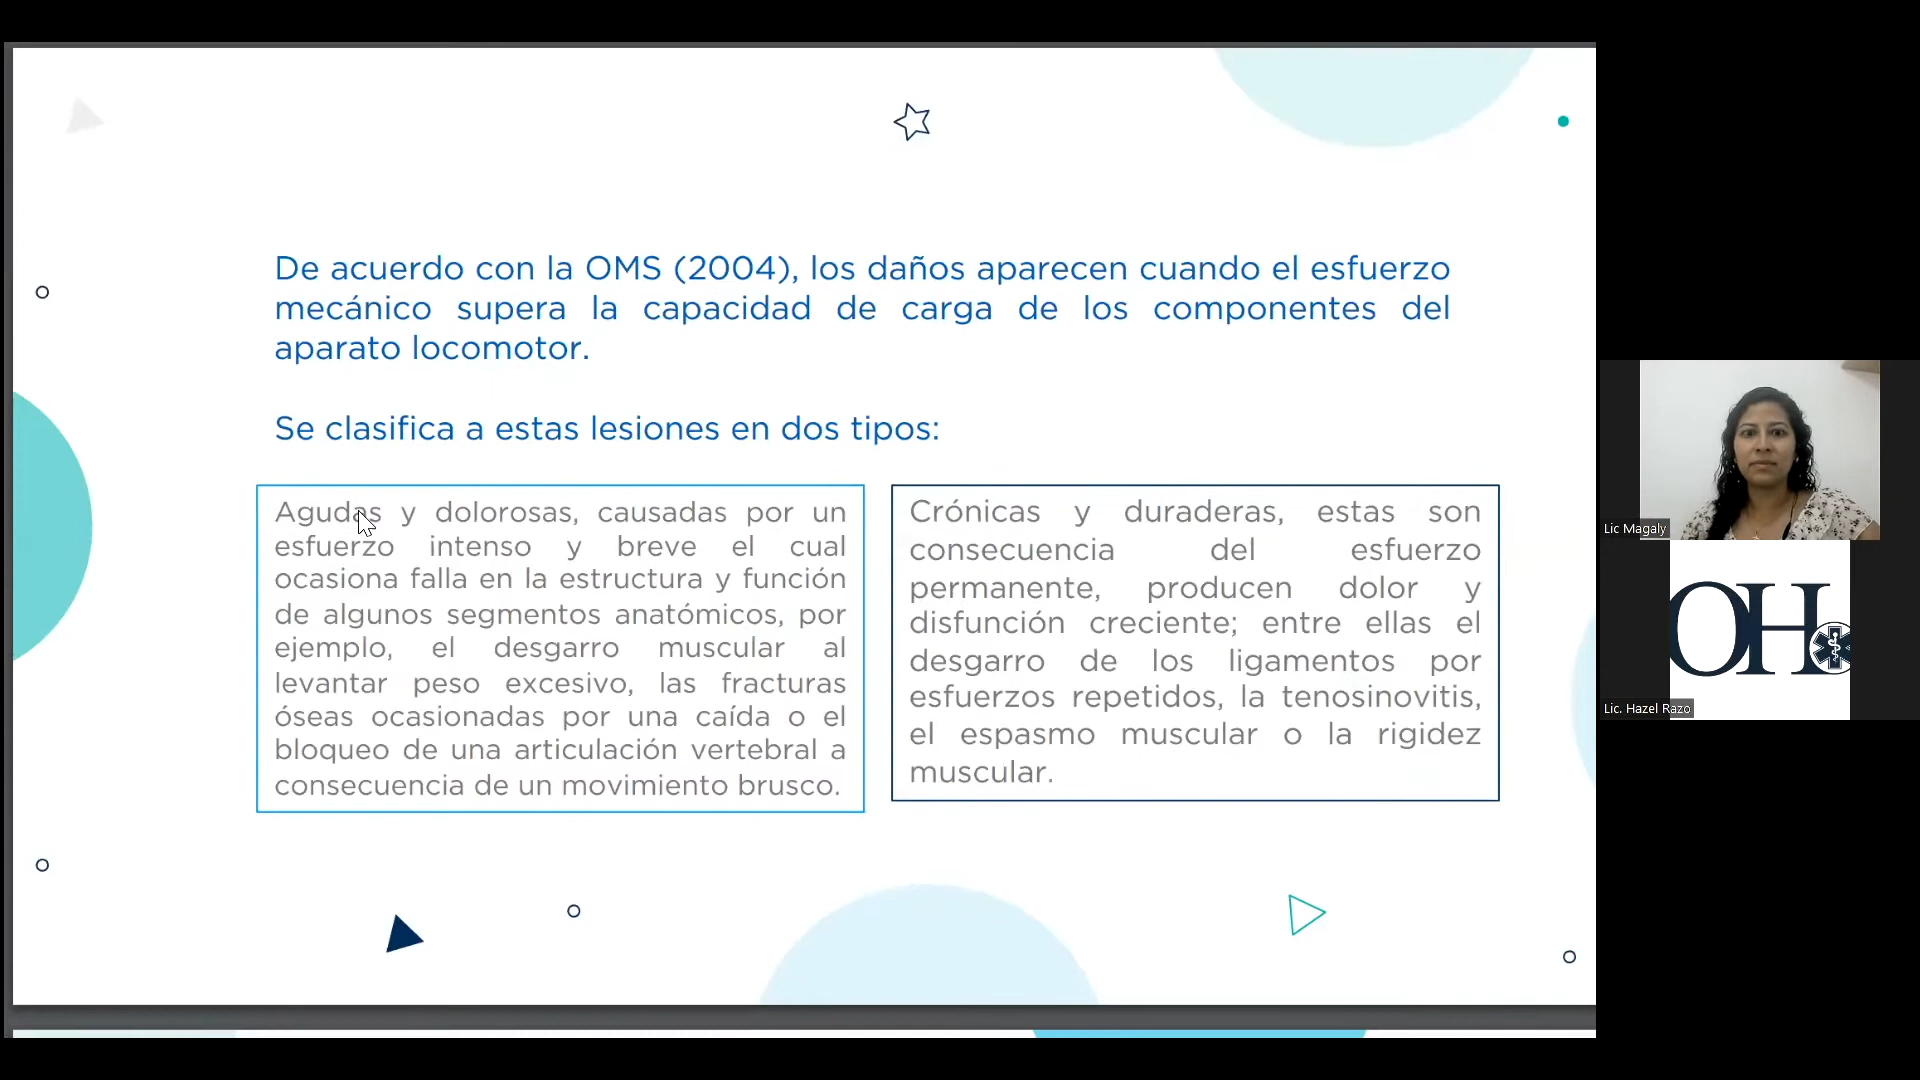 De acuerdo con la OMS (2004), los daños aparecen cuando el esfuerzo
mecánico supera la capacidad de carga de los componentes del
aparato locomotor.
Se clasifica a estas lesiones en dos tipos:
Agudas y dolorosas, causadas por un
esfuerzo intenso y breve el cual
ocasiona falla en la estructura y función
de algunos segmentos anatómicos, por
ejemplo, el desgarro muscular al
levantar peso excesivo, las fracturas
óseas ocasionadas por una caída o el
bloqueo de una articulación vertebral a
consecuencia de un movimiento brusco.
Crónicas y duraderas, estas son
consecuencia del esfuerzo
permanente, producen dolor y
disfunción creciente; entre ellas el
desgarro de los ligamentos por
esfuerzos repetidos, la tenosinovitis,
el espasmo muscular o la rigidez
muscular.
Lic Magaly
OH
Lic. Hazel Razo